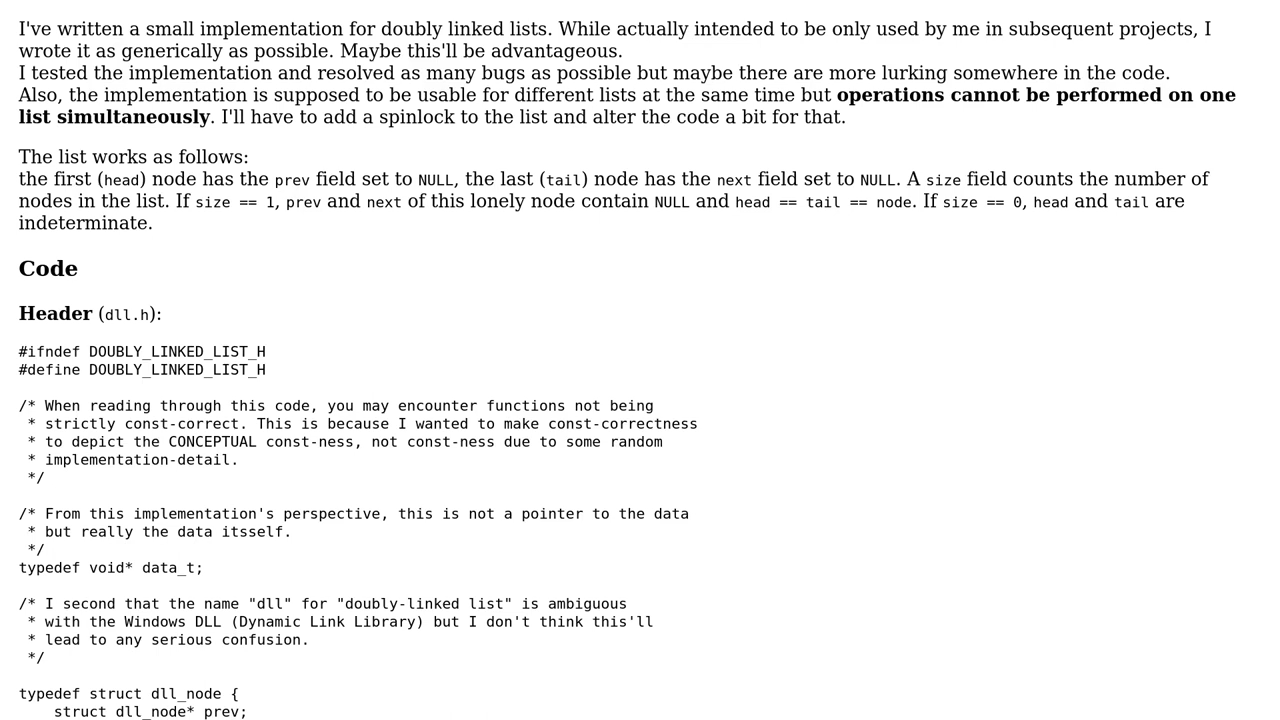 I've written a small implementation for doubly linked lists. While actually intended to be only used by me in subsequent projects, I
wrote it as generically as possible. Maybe this'll be advantageous.
I tested the implementation and resolved as many bugs as possible but maybe there are more lurking somewhere in the code.
Also, the implementation is supposed to be usable for different lists at the same time but operations cannot be performed on one
list simultaneously. I'll have to add a spinlock to the list and alter the code a bit for that.
The list works as follows:
the first (head) node has the prev field set to NULL, the last (tail) node has the next field set to NULL. A size field counts the number of
nodes in the list. If size == 1, prev and next of this lonely node contain NULL and head == tail == node. If size == 0, head and tail are
indeterminate.
Code
Header (dll.h):
#ifndef DOUBLY_LINKED_LIST_H
#define DOUBLY_LINKED_LIST_H
/* When reading through this code, you may encounter functions not being
 * strictly const-correct. This is because I wanted to make const-correctness
 * to depict the CONCEPTUAL const-ness, not const-ness due to some random
 * implementation-detail.
 */
/* From this implementation's perspective, this is not a pointer to the data
 * but really the data itsself.
 */
typedef void* data_t;
/* I second that the name "dll" for "doubly-linked list" is ambiguous
 * with the Windows DLL (Dynamic Link Library) but I don't think this'll
 * lead to any serious confusion.
 */
typedef struct dll_node {
    struct dll_node* prev;